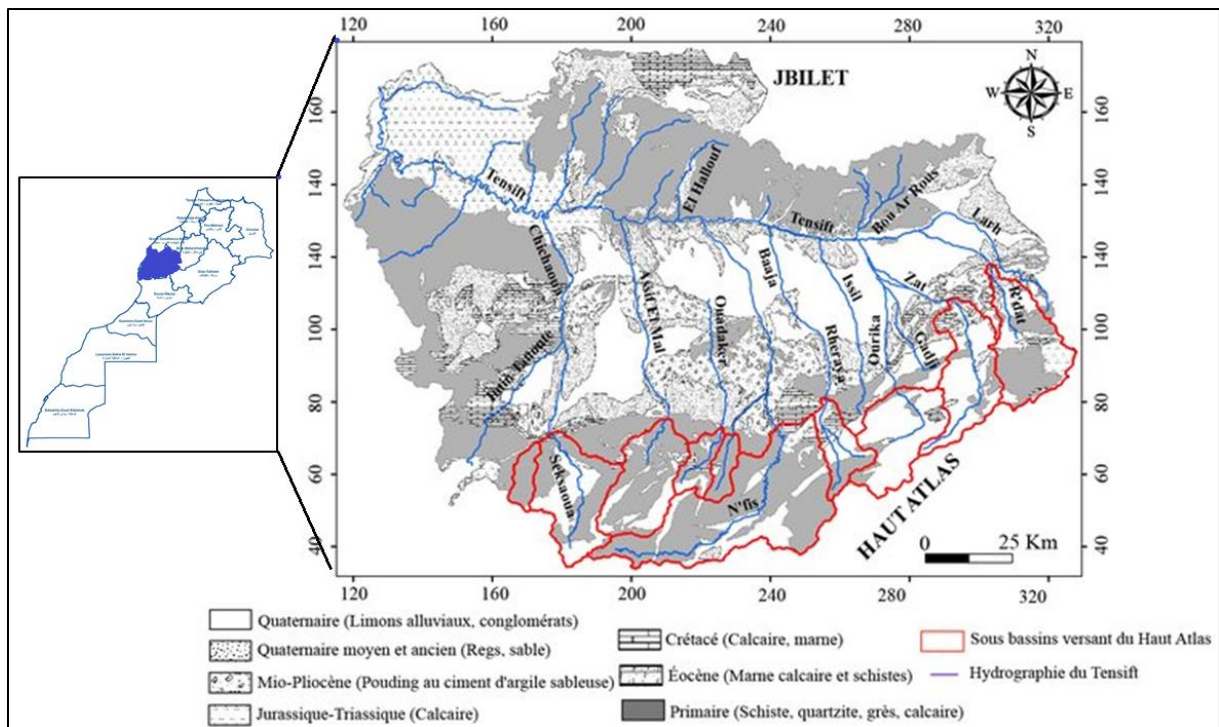 120 160 200 240 280 320
JBILET
N
W E
S
160 140 140 100 80 60 40
160
140
140
100
80
60
40
Tensift
El Hallouf
Tensift
Bou Ar Rous
Larh
Chichaoua
Assif El Mal
Ouadaker
Baaja
Rheraya
Issil
Ourika
Zat
Gudji
R'dat
Seksaoua
N'fis
HAUT ATLAS
0 25 Km
120 160 200 240 280 320
Quaternaire (Limons alluviaux, conglomérats)
Quaternaire moyen et ancien (Regs, sable)
Mio-Pliocène (Pouding au ciment d'argile sableuse)
Jurassique-Triassique (Calcaire)
Crétacé (Calcaire, marne)
Éocène (Marne calcaire et schistes)
Primaire (Schiste, quartzite, grès, calcaire)
Sous bassins versant du Haut Atlas
Hydrographie du Tensift